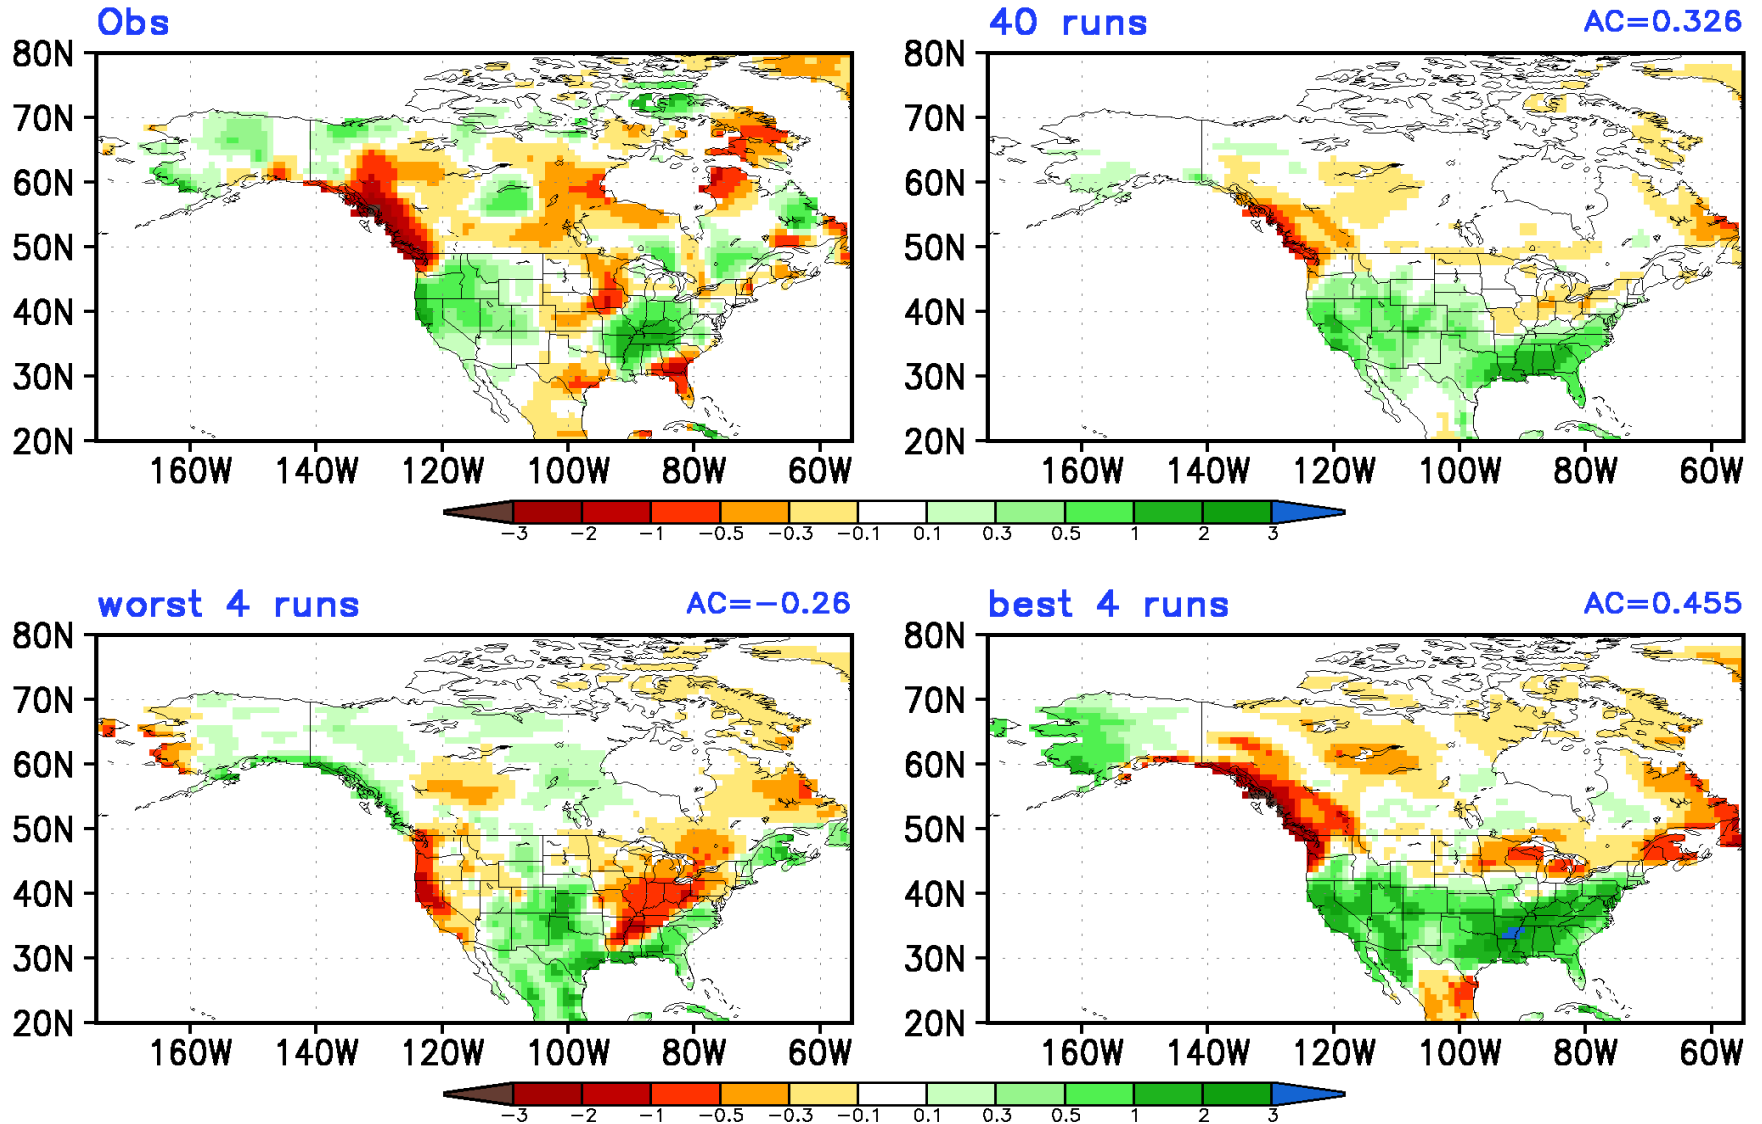 Obs
40 runs AC=0.326
80N 80N
70N 70N
60N 60N
50N 50N
40N 40N
30N 30N
20N 20N
160W 140W 120W 100W 80W 60W 160W 140W 120W 100W 80W 60W
-3 -2 -1 -0.5 -0.3 -0.1 0.1 0.3 0.5 1 2 3
worst 4 runs AC=-0.26
best 4 runs AC=0.455
80N 80N
70N 70N
60N 60N
50N 50N
40N 40N
30N 30N
20N 20N
160W 140W 120W 100W 80W 60W 160W 140W 120W 100W 80W 60W
-3 -2 -1 -0.5 -0.3 -0.1 0.1 0.3 0.5 1 2 3